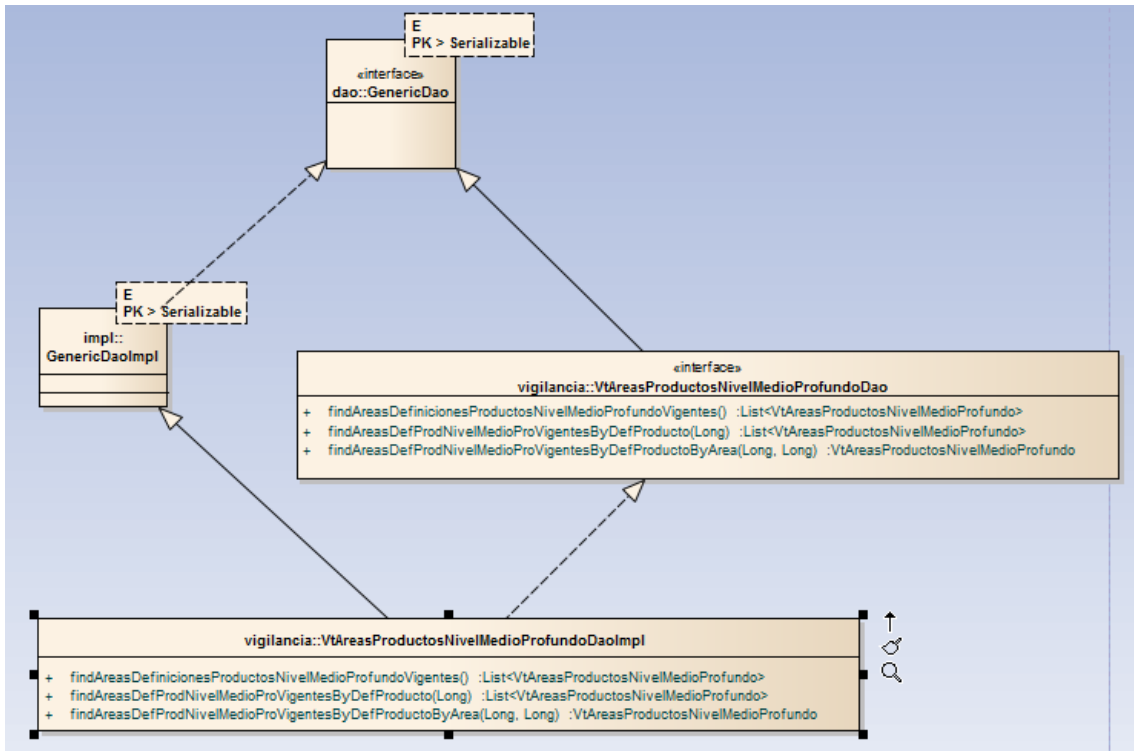 E
PK > Serializable
«interface»
dao::GenericDao
E
PK > Serializable
impl::
GenericDaoImpl
«interface»
vigilancia::VtAreasProductosNivelMedioProfundoDao
+ findAreasDefinicionesProductosNivelMedioProfundoVigentes() :List<VtAreasProductosNivelMedioProfundo>
+ findAreasDefProdNivelMedioProVigentesByDefProducto(Long) :List<VtAreasProductosNivelMedioProfundo>
+ findAreasDefProdNivelMedioProVigentesByDefProductoByArea(Long, Long) :VtAreasProductosNivelMedioProfundo
vigilancia::VtAreasProductosNivelMedioProfundoDaoImpl
+ findAreasDefinicionesProductosNivelMedioProfundoVigentes() :List<VtAreasProductosNivelMedioProfundo>
+ findAreasDefProdNivelMedioProVigentesByDefProducto(Long) :List<VtAreasProductosNivelMedioProfundo>
+ findAreasDefProdNivelMedioProVigentesByDefProductoByArea(Long, Long) :VtAreasProductosNivelMedioProfundo